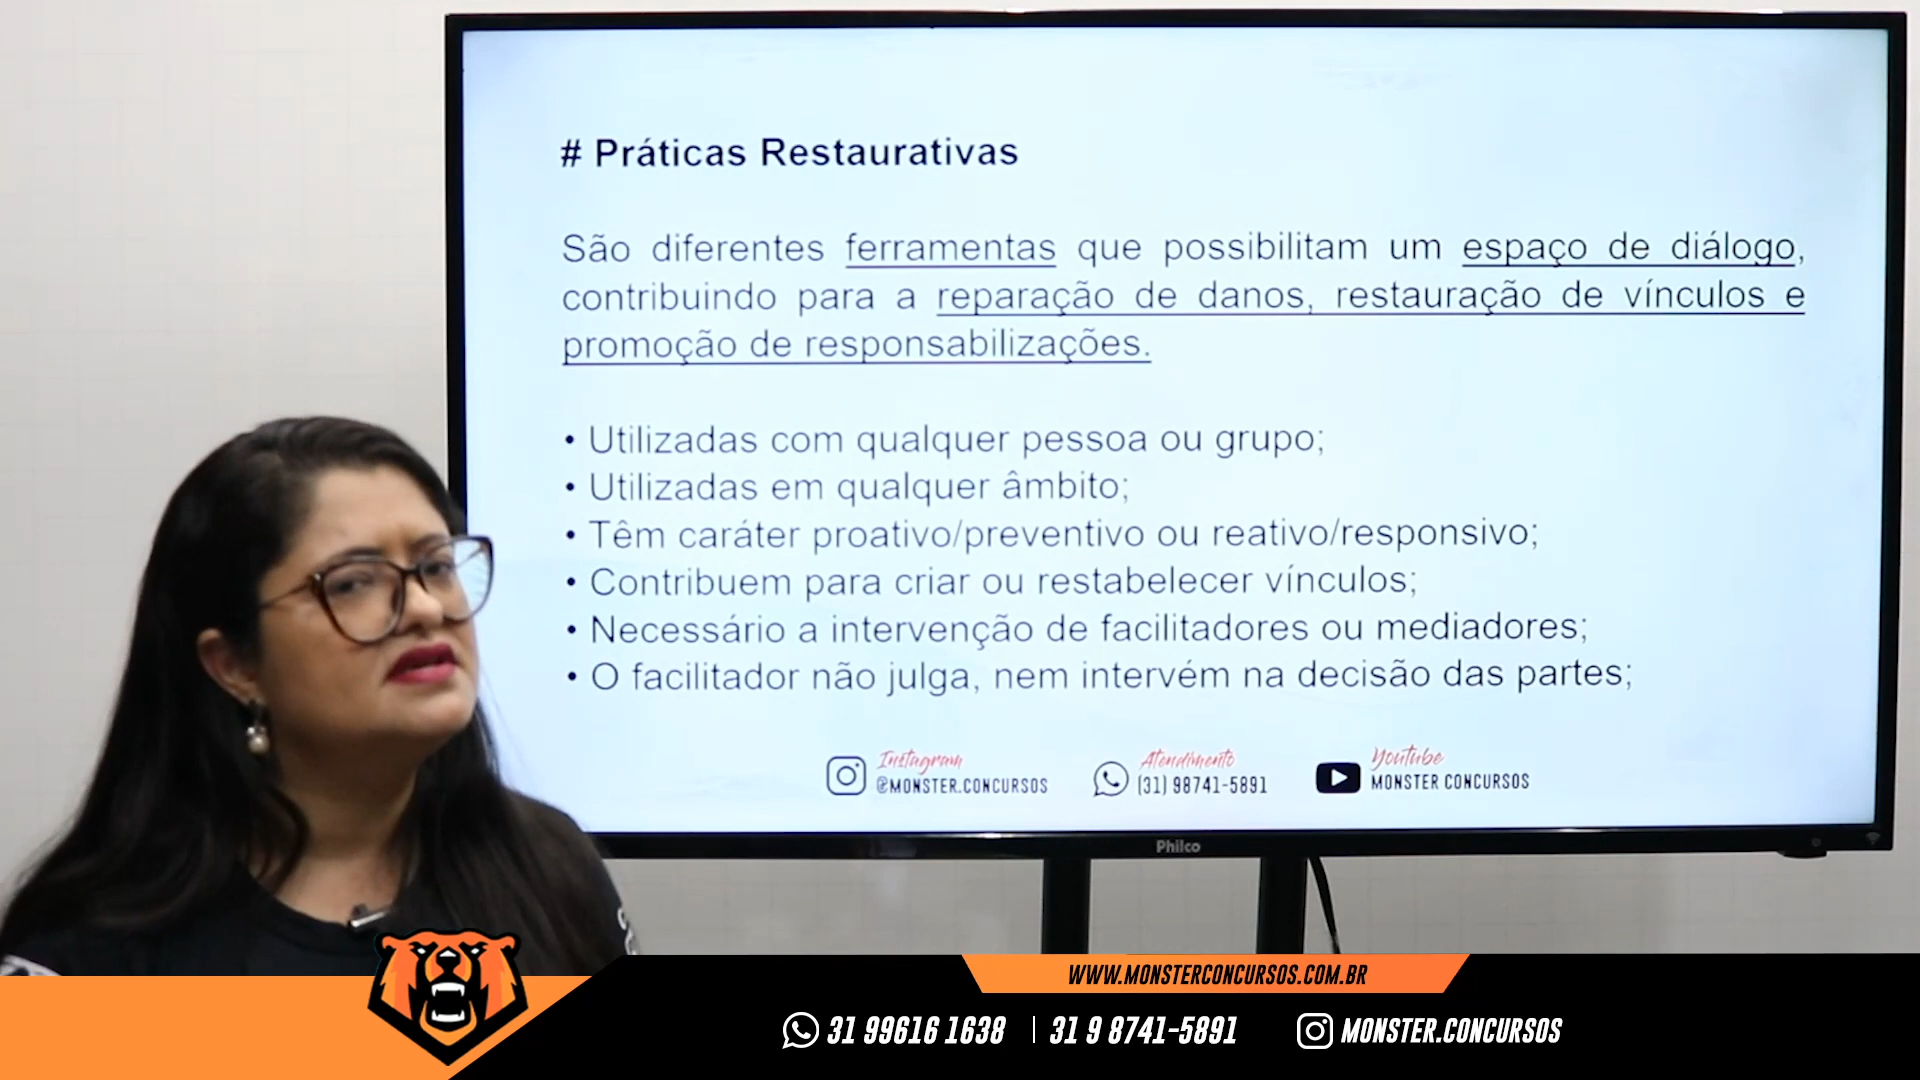 # Práticas Restaurativas
São diferentes ferramentas que possibilitam um espaço de diálogo,
contribuindo para a reparação de danos, restauração de vínculos e
promoção de responsabilizações.
• Utilizadas com qualquer pessoa ou grupo;
• Utilizadas em qualquer âmbito;
• Têm caráter proativo/preventivo ou reativo/responsivo;
• Contribuem para criar ou restabelecer vínculos;
• Necessário a intervenção de facilitadores ou mediadores;
• O facilitador não julga, nem intervém na decisão das partes;
Instagram
@MONSTER.CONCURSOS
Atendimento
(31) 98741-5891
Youtube
MONSTER CONCURSOS
Philco
WWW.MONSTERCONCURSOS.COM.BR
31 99616 1638 | 31 9 8741-5891
MONSTER.CONCURSOS